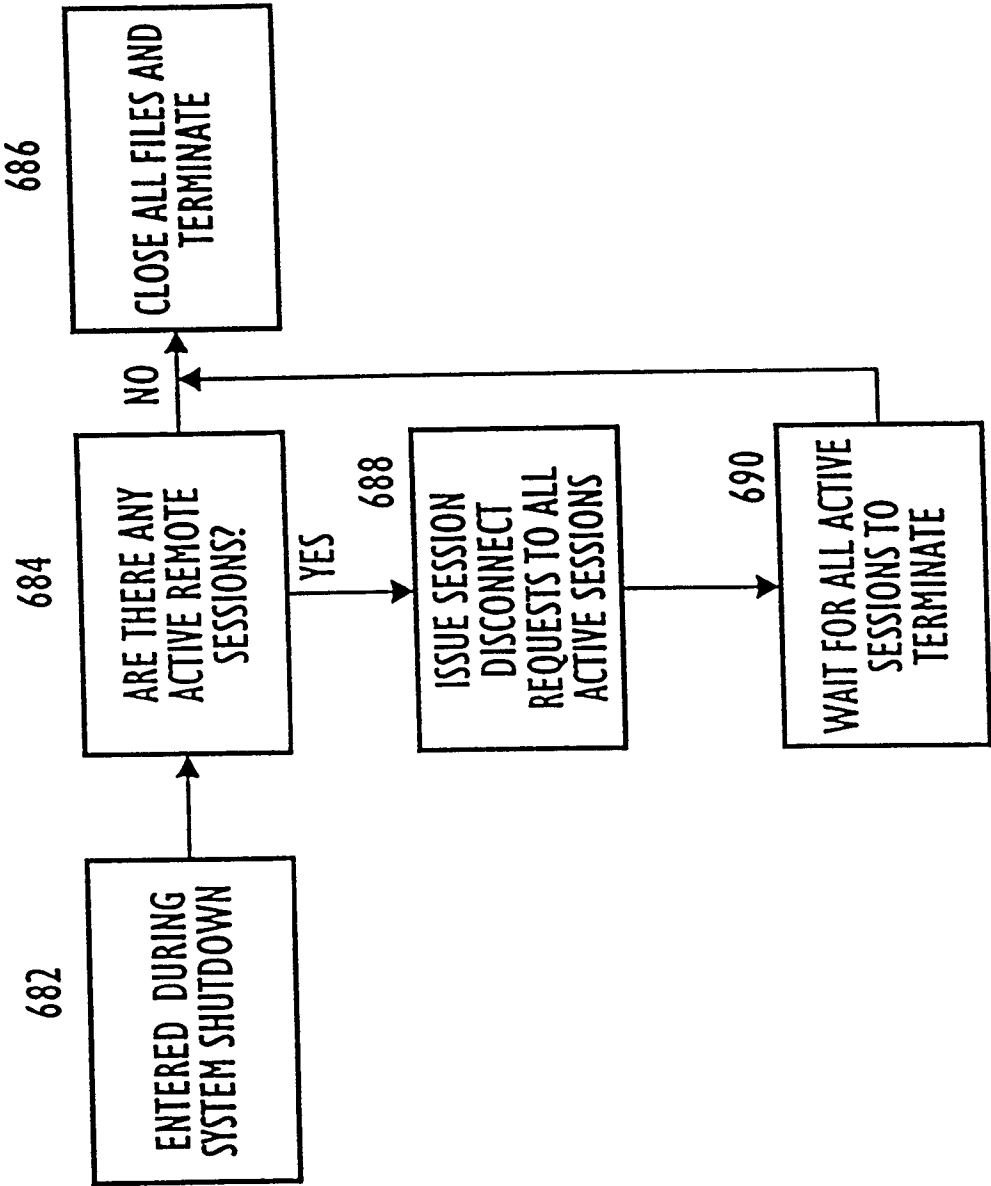 682
ENTERED DURING
SYSTEM SHUTDOWN
684
ARE THERE ANY
ACTIVE REMOTE
SESSIONS?
NO
686
CLOSE ALL FILES AND
TERMINATE
YES
688
ISSUE SESSION
DISCONNECT
REQUESTS TO ALL
ACTIVE SESSIONS
690
WAIT FOR ALL ACTIVE
SESSIONS TO
TERMINATE